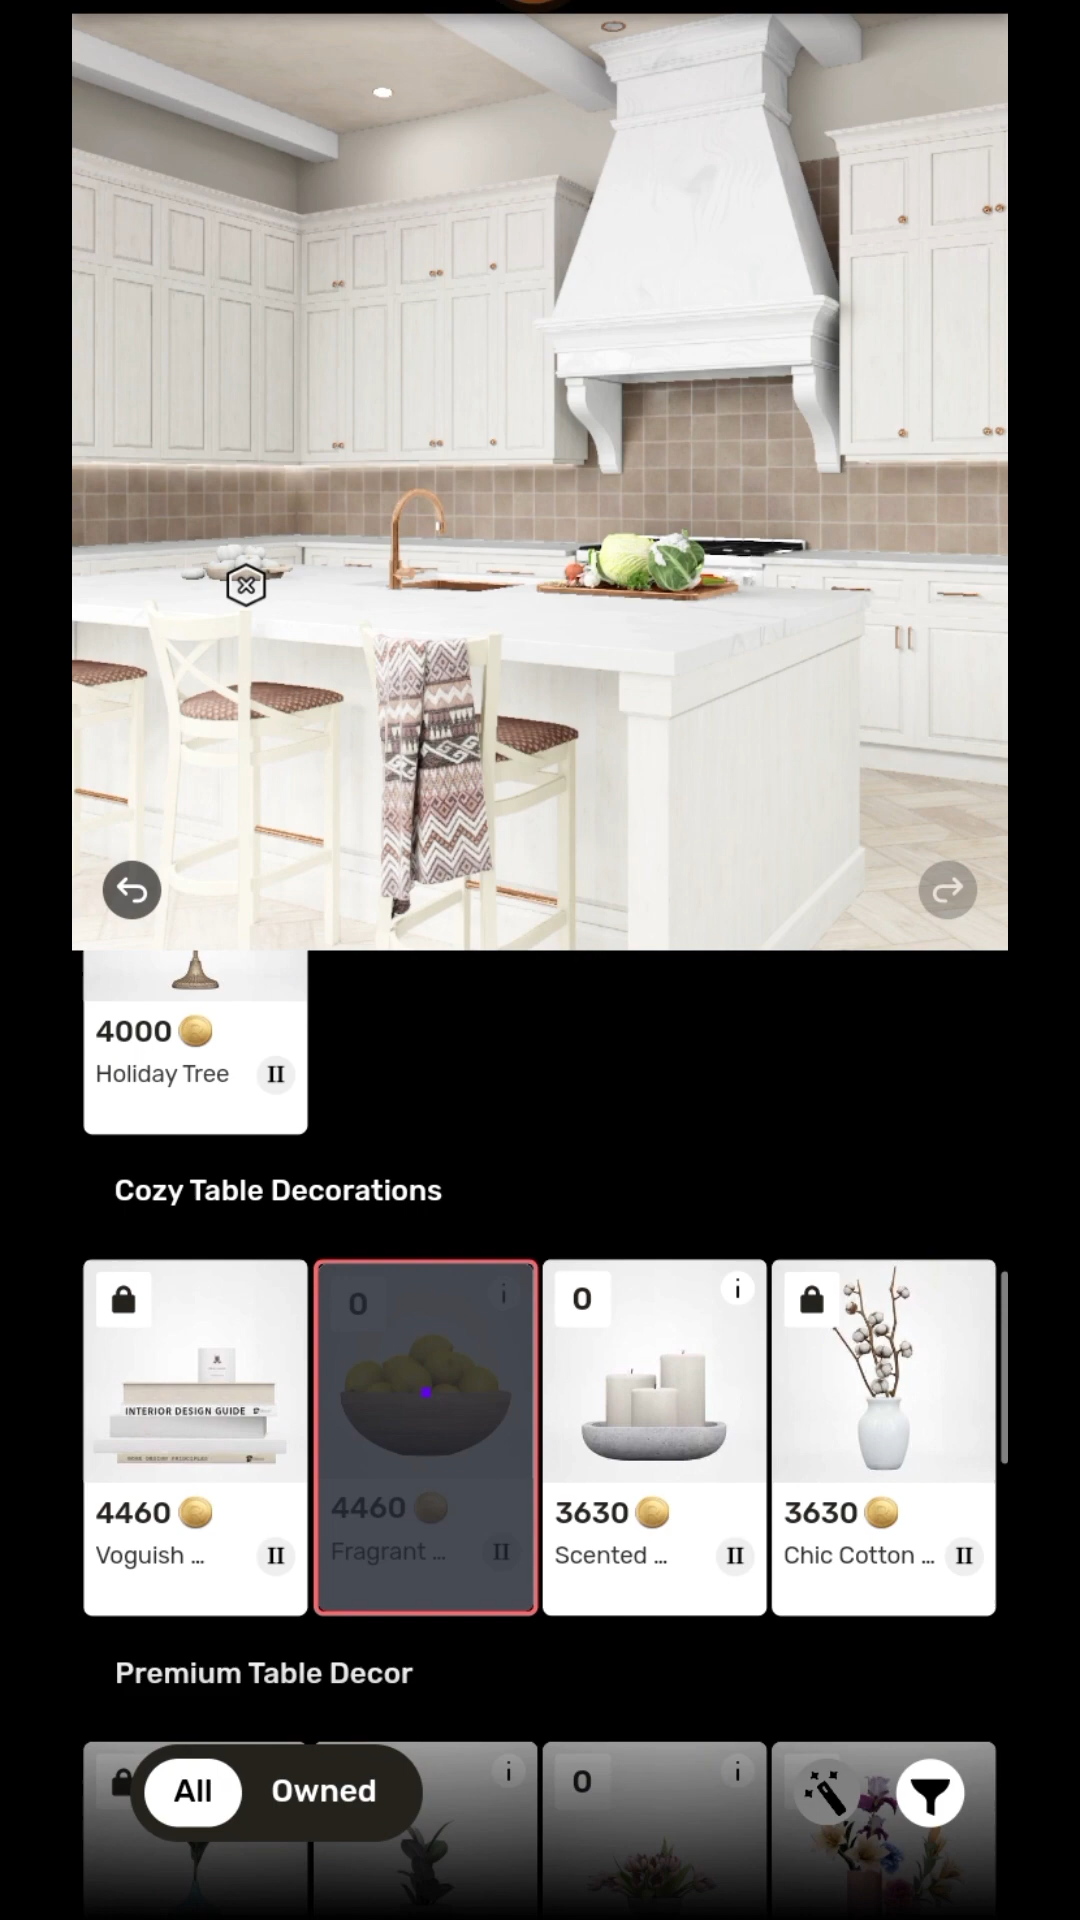 4000
Holiday Tree II
Cozy Table Decorations
0
0
INTERIOR DESIGN GUIDE
4460
4460
3630
3630
Voguish ... II
Fragrant ... II
Scented ... II
Chic Cotton ... II
Premium Table Decor
0
All
Owned